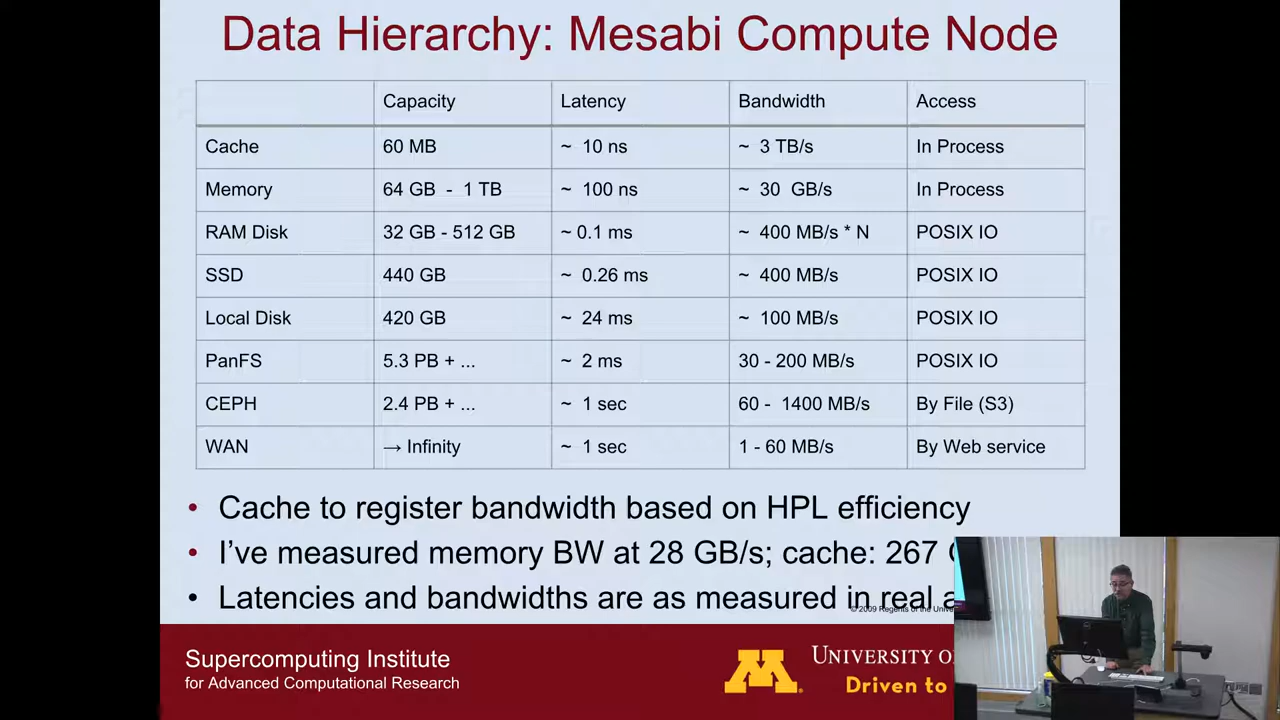 Data Hierarchy: Mesabi Compute Node
Capacity Latency Bandwidth Access
Cache 60 MB ~ 10 ns ~ 3 TB/s In Process
Memory 64 GB - 1 TB ~ 100 ns ~ 30 GB/s In Process
RAM Disk 32 GB - 512 GB ~ 0.1 ms ~ 400 MB/s * N POSIX IO
SSD 440 GB ~ 0.26 ms ~ 400 MB/s POSIX IO
Local Disk 420 GB ~ 24 ms ~ 100 MB/s POSIX IO
PanFS 5.3 PB + ... ~ 2 ms 30 - 200 MB/s POSIX IO
CEPH 2.4 PB + ... ~ 1 sec 60 - 1400 MB/s By File (S3)
WAN → Infinity ~ 1 sec 1 - 60 MB/s By Web service
• Cache to register bandwidth based on HPL efficiency
• I've measured memory BW at 28 GB/s; cache: 267
• Latencies and bandwidths are as measured in real
© 2009 Regents of the
Supercomputing Institute
for Advanced Computational Research
M
UNIVERSITY OF
Driven to